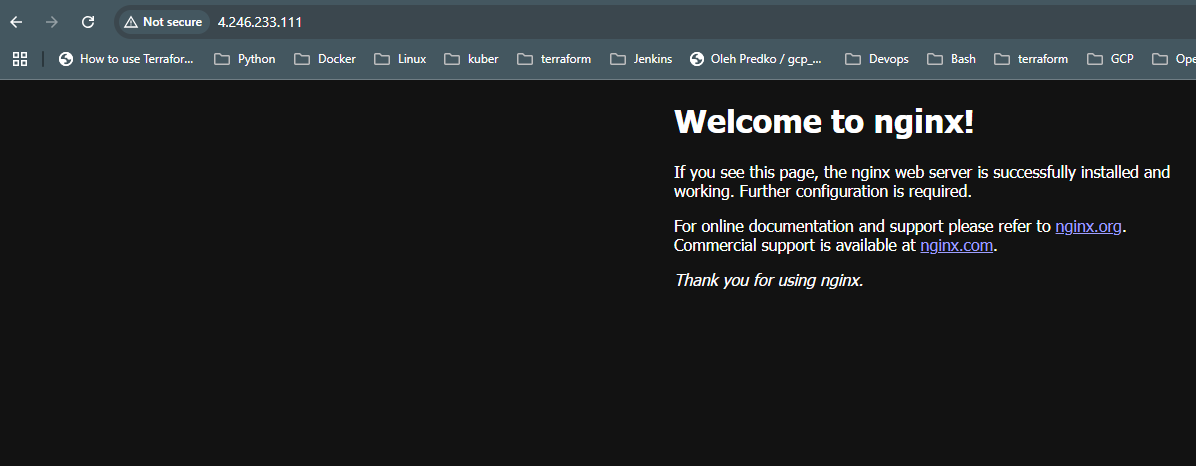 Not secure 4.246.233.111
How to use Terrafor... Python Docker Linux kuber terraform Jenkins Oleh Predko / gcp_... Devops Bash terraform GCP Ope
Welcome to nginx!
If you see this page, the nginx web server is successfully installed and
working. Further configuration is required.
For online documentation and support please refer to nginx.org.
Commercial support is available at nginx.com.
Thank you for using nginx.